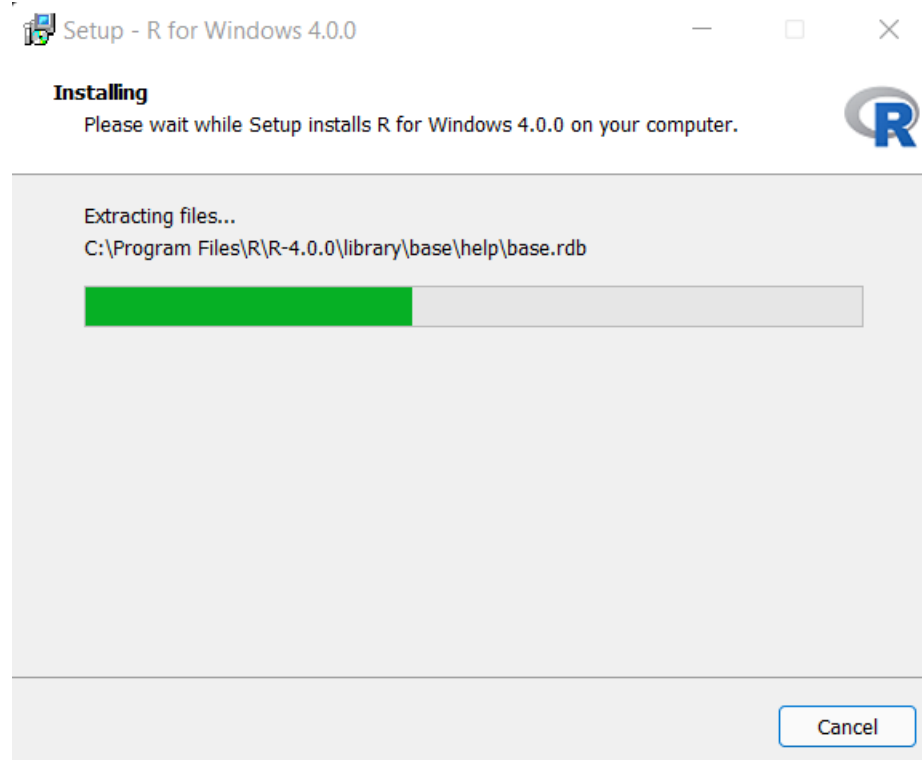 Setup - R for Windows 4.0.0
Installing
Please wait while Setup installs R for Windows 4.0.0 on your computer.
R
Extracting files...
C:\Program Files\R\R-4.0.0\library\base\help\base.rdb
Cancel